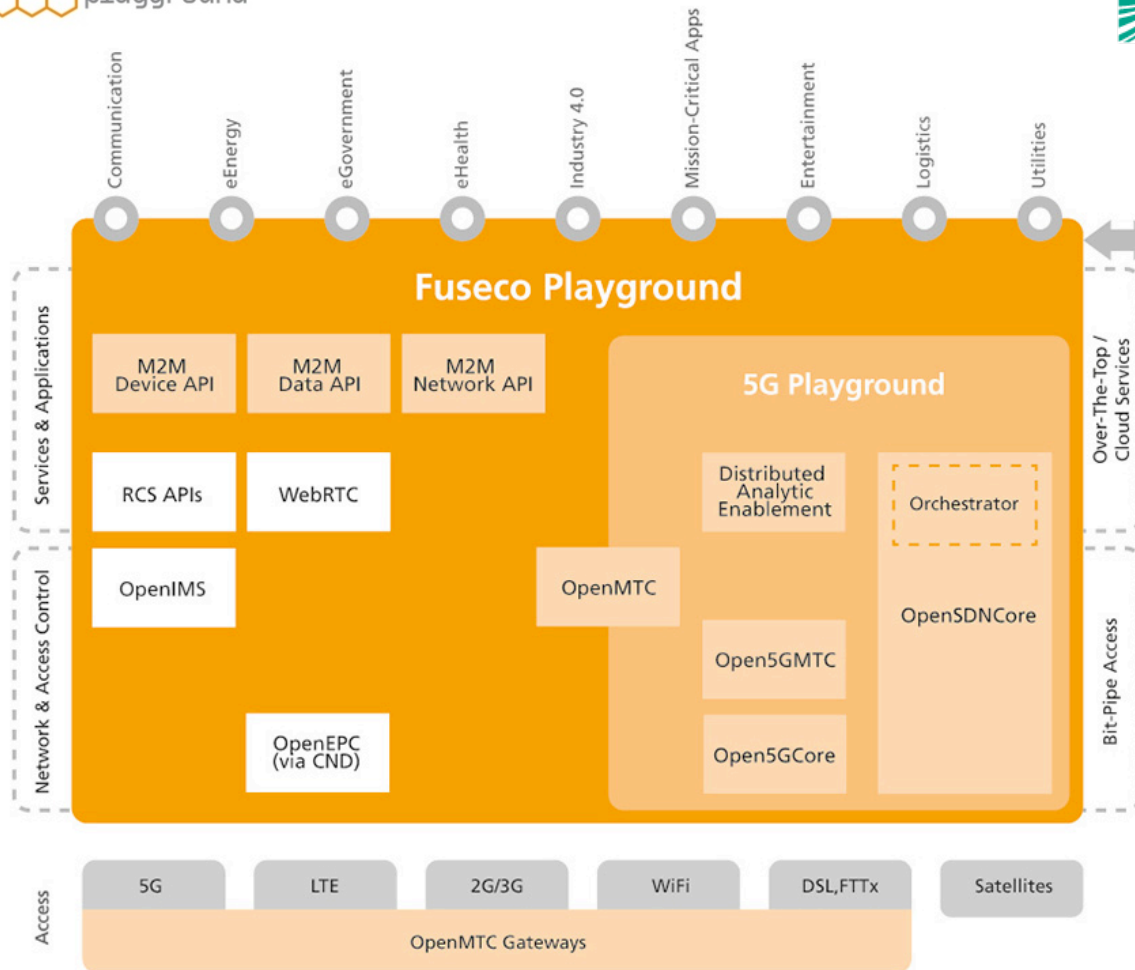 playground
Communication
eEnergy
eGovernment
eHealth
Industry 4.0
Mission-Critical Apps
Entertainment
Logistics
Utilities
Fuseco Playground
Services & Applications
M2M
Device API
M2M
Data API
M2M
Network API
5G Playground
Over-The-Top /
Cloud Services
RCS APIs
WebRTC
Distributed
Analytic
Enablement
Orchestrator
Network & Access Control
OpenIMS
OpenMTC
OpenSDNCore
Open5GMTC
Bit-Pipe Access
OpenEPC
(via CND)
Open5GCore
Access
5G
LTE
2G/3G
WiFi
DSL,FTTx
Satellites
OpenMTC Gateways